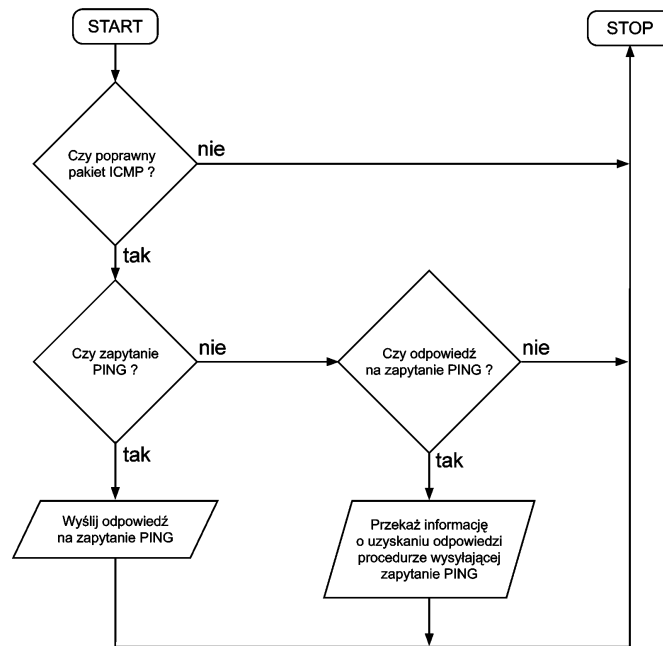 START
STOP
Czy poprawny
pakiet ICMP ?
nie
tak
Czy zapytanie
PING ?
nie
Czy odpowiedź
na zapytanie PING ?
nie
tak
tak
Wyślij odpowiedź
na zapytanie PING
Przekaż informację
o uzyskaniu odpowiedzi
procedurze wysyłającej
zapytanie PING